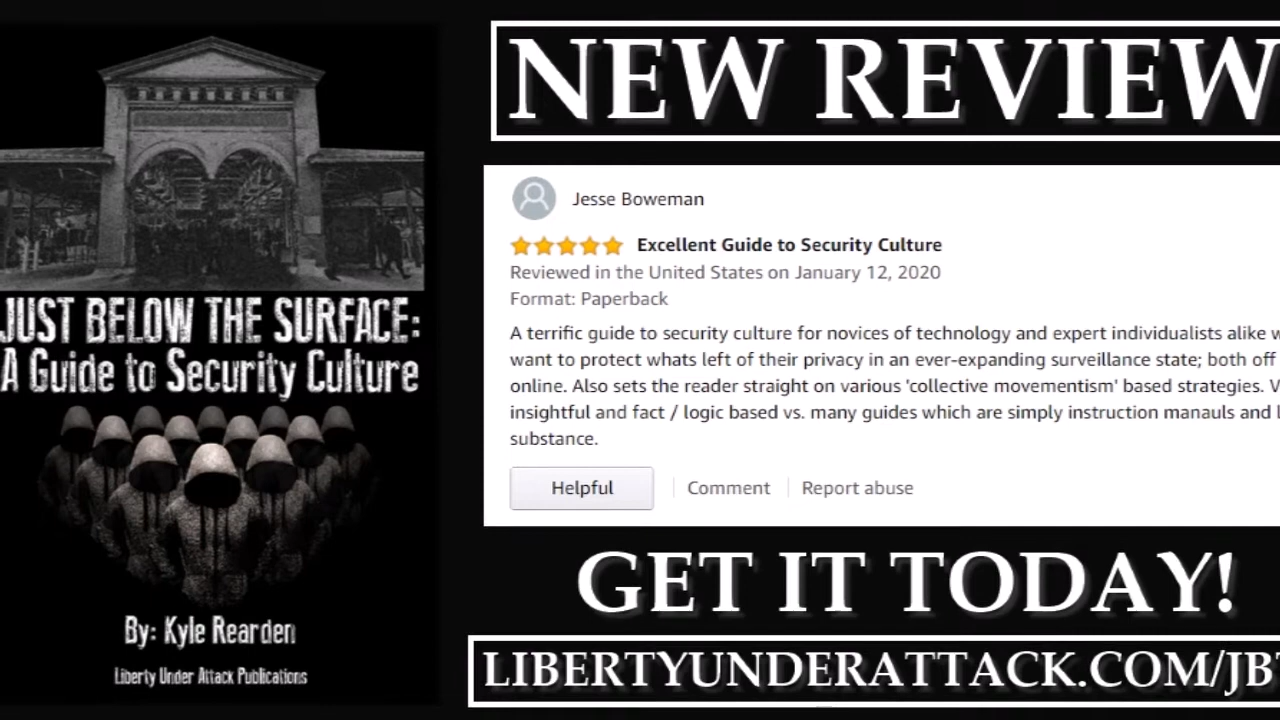 JUST BELOW THE SURFACE:
A Guide to Security Culture
By: Kyle Rearden
Liberty Under Attack Publications
NEW REVIEW
Jesse Boweman
Excellent Guide to Security Culture
Reviewed in the United States on January 12, 2020
Format: Paperback
A terrific guide to security culture for novices of technology and expert individualists alike w
want to protect whats left of their privacy in an ever-expanding surveillance state; both off
online. Also sets the reader straight on various 'collective movementism' based strategies. V
insightful and fact / logic based vs. many guides which are simply instruction manauls and l
substance.
Helpful
Comment
Report abuse
GET IT TODAY!
LIBERTYUNDERATTACK.COM/JBT